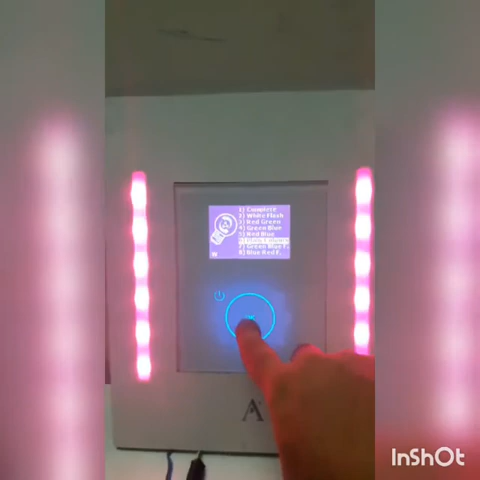 1) Complete
2) White Flash
3) Red Green
4) Green Blue
5) Red Blue
7) Green Blue F.
8) Blue Red F.
OK
A
InShOt